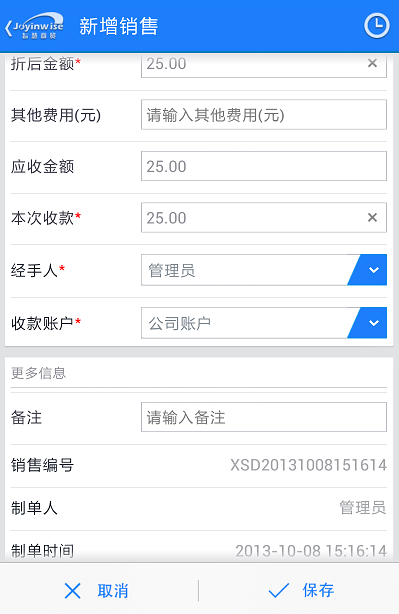 Joyinwise
智慧商贸
新增销售
折后金额* 25.00
其他费用(元) 请输入其他费用(元)
应收金额 25.00
本次收款* 25.00
经手人* 管理员
收款账户* 公司账户
更多信息
备注 请输入备注
销售编号 XSD20131008151614
制单人 管理员
制单时间 2013-10-08 15:16:14
取消 保存